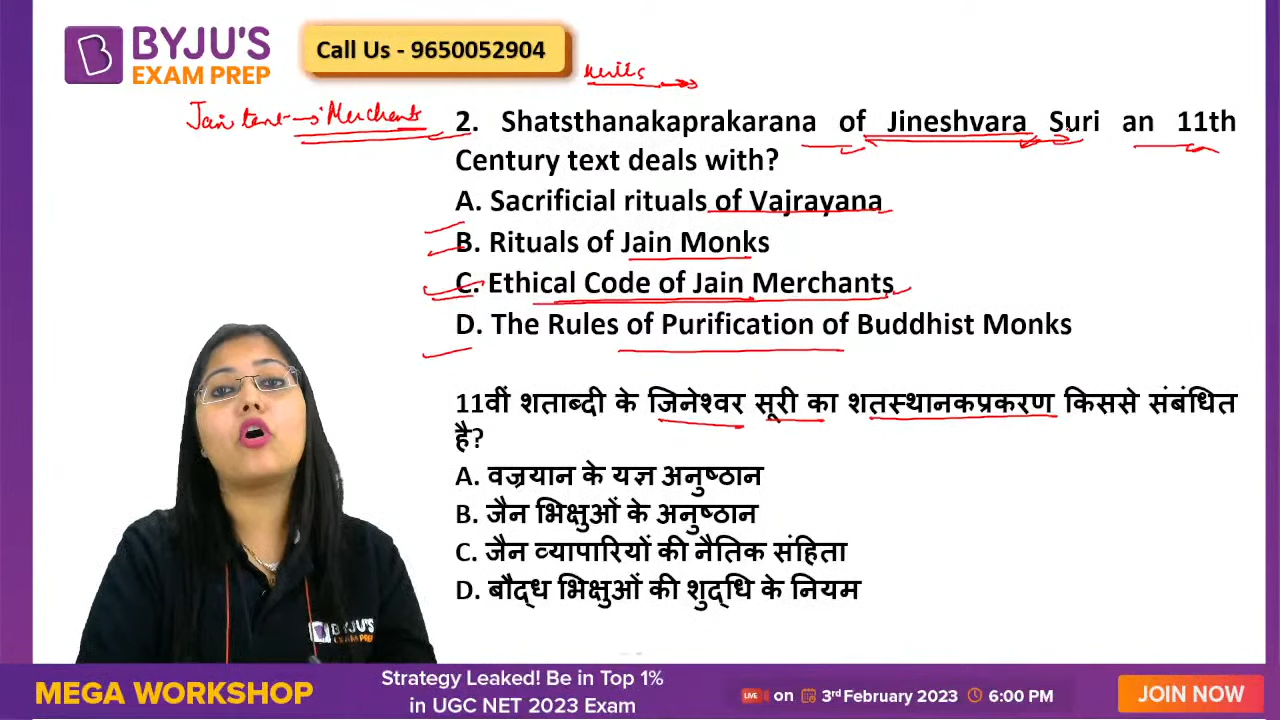 BYJU'S
EXAM PREP
Call Us - 9650052904
Jain text → Merchants
2. Shatsthanakaprakarana of Jineshvara Suri an 11th
Century text deals with?
A. Sacrificial rituals of Vajrayana
B. Rituals of Jain Monks
C. Ethical Code of Jain Merchants
D. The Rules of Purification of Buddhist Monks
11वीं शताब्दी के जिनेश्वर सूरी का शतस्थानकप्रकरण किससे संबंधित
है?
A. वज्रयान के यज्ञ अनुष्ठान
B. जैन भिक्षुओं के अनुष्ठान
C. जैन व्यापारियों की नैतिक संहिता
D. बौद्ध भिक्षुओं की शुद्धि के नियम
BYJU'S
EXAM PREP
MEGA WORKSHOP
Strategy Leaked! Be in Top 1%
in UGC NET 2023 Exam
LIVE on 3rd February 2023 6:00 PM
JOIN NOW